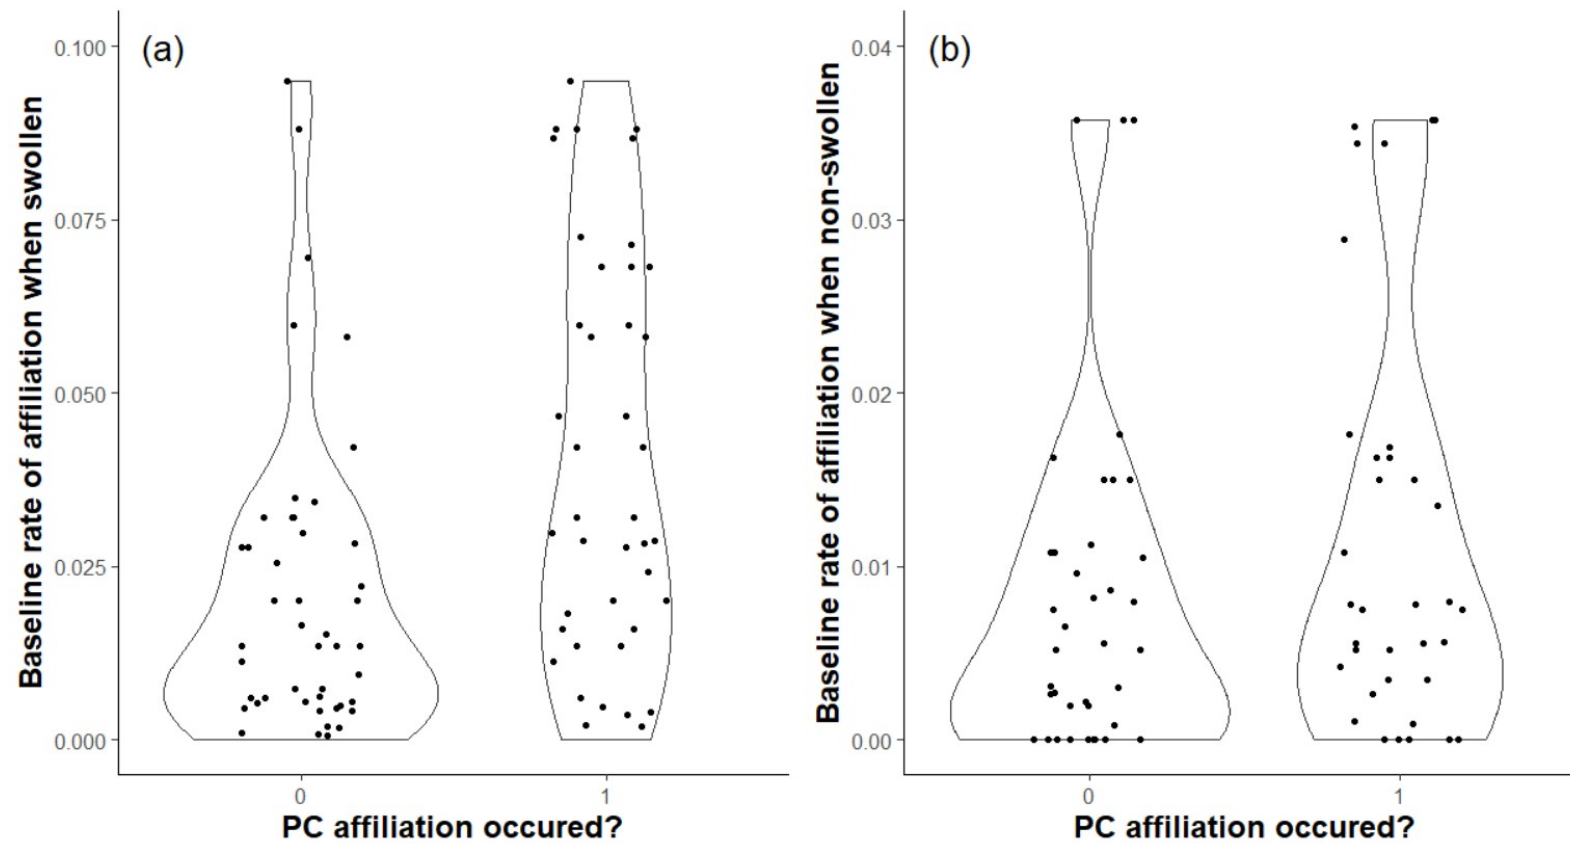 (a)
Baseline rate of affiliation when swollen
0.100
0.075
0.050
0.025
0.000
0
1
PC affiliation occured?
(b)
Baseline rate of affiliation when non-swollen
0.04
0.03
0.02
0.01
0.00
0
1
PC affiliation occured?